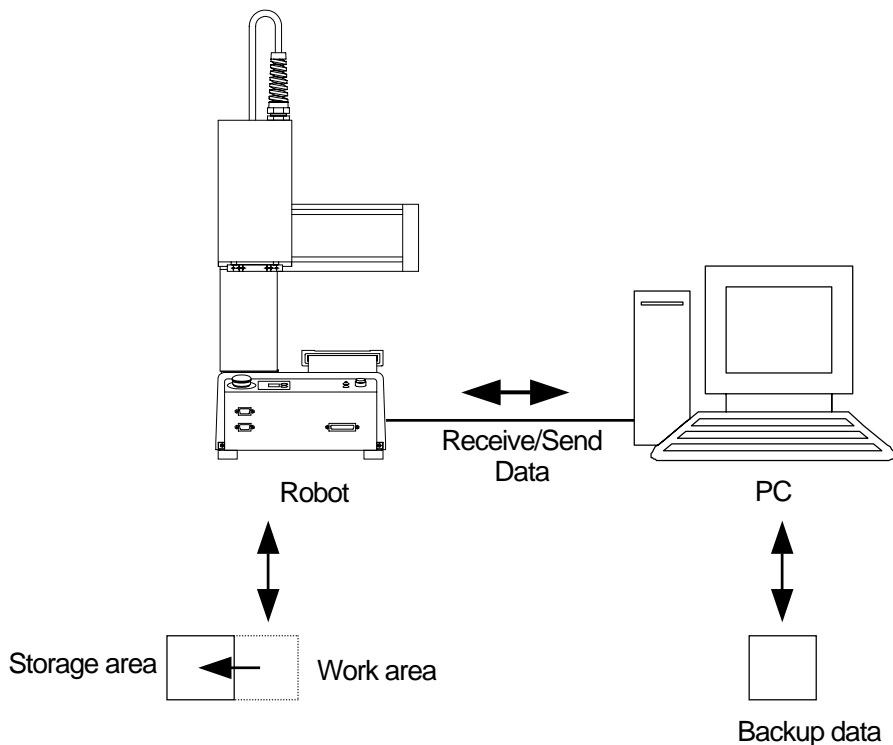 Receive/Send
Data
Robot
PC
Storage area
Work area
Backup data